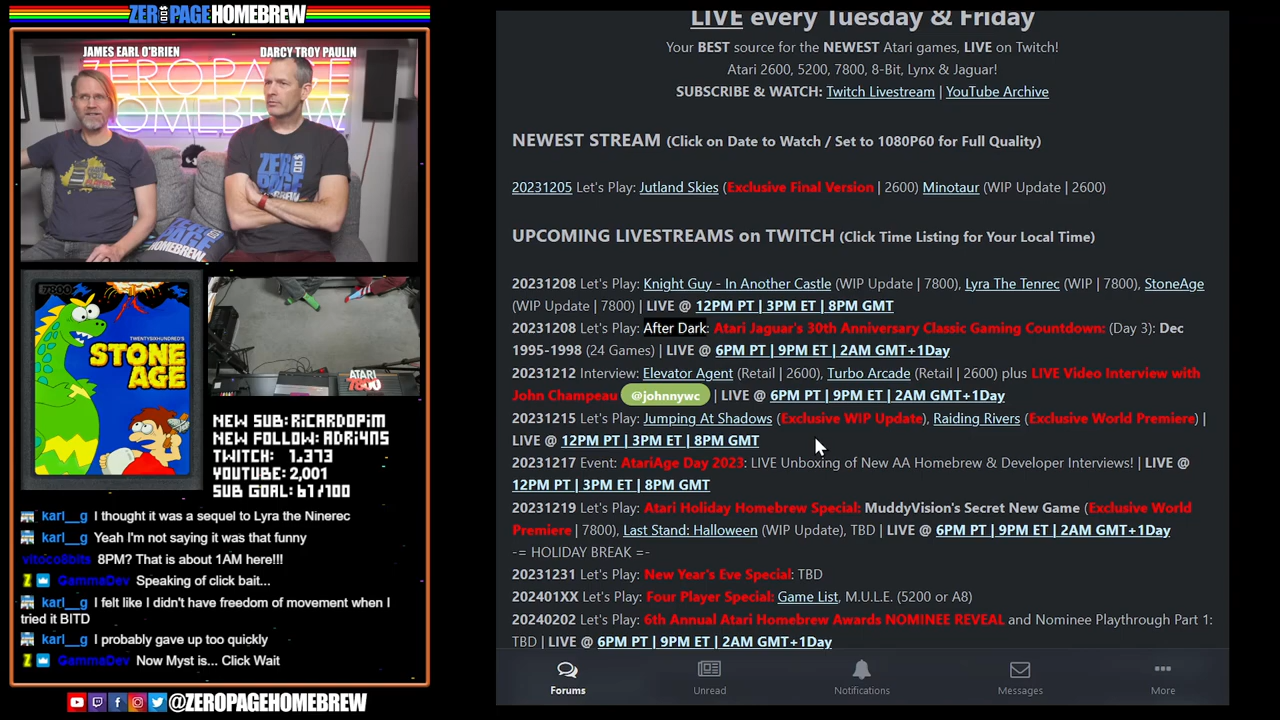 ZERO PAGE HOMEBREW
JAMES EARL O'BRIEN
DARCY TROY PAULIN
ZEROPAGE
HOMEBREW
7800
TWENTYSIXHUNDRED'S
STONE
AGE
ATARI
7800
NEW SUB: RICARDOPIM
NEW FOLLOW: ADRI4NS
TWITCH: 1,373
YOUTUBE: 2,001
SUB GOAL: 67/100
karl__g I thought it was a sequel to Lyra the Ninerec
karl__g Yeah I'm not saying it was that funny
vitoco8bits 8PM? That is about 1AM here!!!
Z GammaDev Speaking of click bait...
karl__g I felt like I didn't have freedom of movement when I
tried it BITD
karl__g I probably gave up too quickly
Z GammaDev Now Myst is... Click Wait
@ZEROPAGEHOMEBREW
LIVE every Tuesday & Friday
Your BEST source for the NEWEST Atari games, LIVE on Twitch!
Atari 2600, 5200, 7800, 8-Bit, Lynx & Jaguar!
SUBSCRIBE & WATCH: Twitch Livestream | YouTube Archive
NEWEST STREAM (Click on Date to Watch / Set to 1080P60 for Full Quality)
20231205 Let's Play: Jutland Skies (Exclusive Final Version | 2600) Minotaur (WIP Update | 2600)
UPCOMING LIVESTREAMS on TWITCH (Click Time Listing for Your Local Time)
20231208 Let's Play: Knight Guy - In Another Castle (WIP Update | 7800), Lyra The Tenrec (WIP | 7800), StoneAge
(WIP Update | 7800) | LIVE @ 12PM PT | 3PM ET | 8PM GMT
20231208 Let's Play: After Dark: Atari Jaguar's 30th Anniversary Classic Gaming Countdown: (Day 3): Dec
1995-1998 (24 Games) | LIVE @ 6PM PT | 9PM ET | 2AM GMT+1Day
20231212 Interview: Elevator Agent (Retail | 2600), Turbo Arcade (Retail | 2600) plus LIVE Video Interview with
John Champeau @johnnywc | LIVE @ 6PM PT | 9PM ET | 2AM GMT+1Day
20231215 Let's Play: Jumping At Shadows (Exclusive WIP Update), Raiding Rivers (Exclusive World Premiere) |
LIVE @ 12PM PT | 3PM ET | 8PM GMT
20231217 Event: AtariAge Day 2023: LIVE Unboxing of New AA Homebrew & Developer Interviews! | LIVE @
12PM PT | 3PM ET | 8PM GMT
20231219 Let's Play: Atari Holiday Homebrew Special: MuddyVision's Secret New Game (Exclusive World
Premiere | 7800), Last Stand: Halloween (WIP Update), TBD | LIVE @ 6PM PT | 9PM ET | 2AM GMT+1Day
-= HOLIDAY BREAK =-
20231231 Let's Play: New Year's Eve Special: TBD
202401XX Let's Play: Four Player Special: Game List, M.U.L.E. (5200 or A8)
20240202 Let's Play: 6th Annual Atari Homebrew Awards NOMINEE REVEAL and Nominee Playthrough Part 1:
TBD | LIVE @ 6PM PT | 9PM ET | 2AM GMT+1Day
Forums
Unread
Notifications
Messages
More